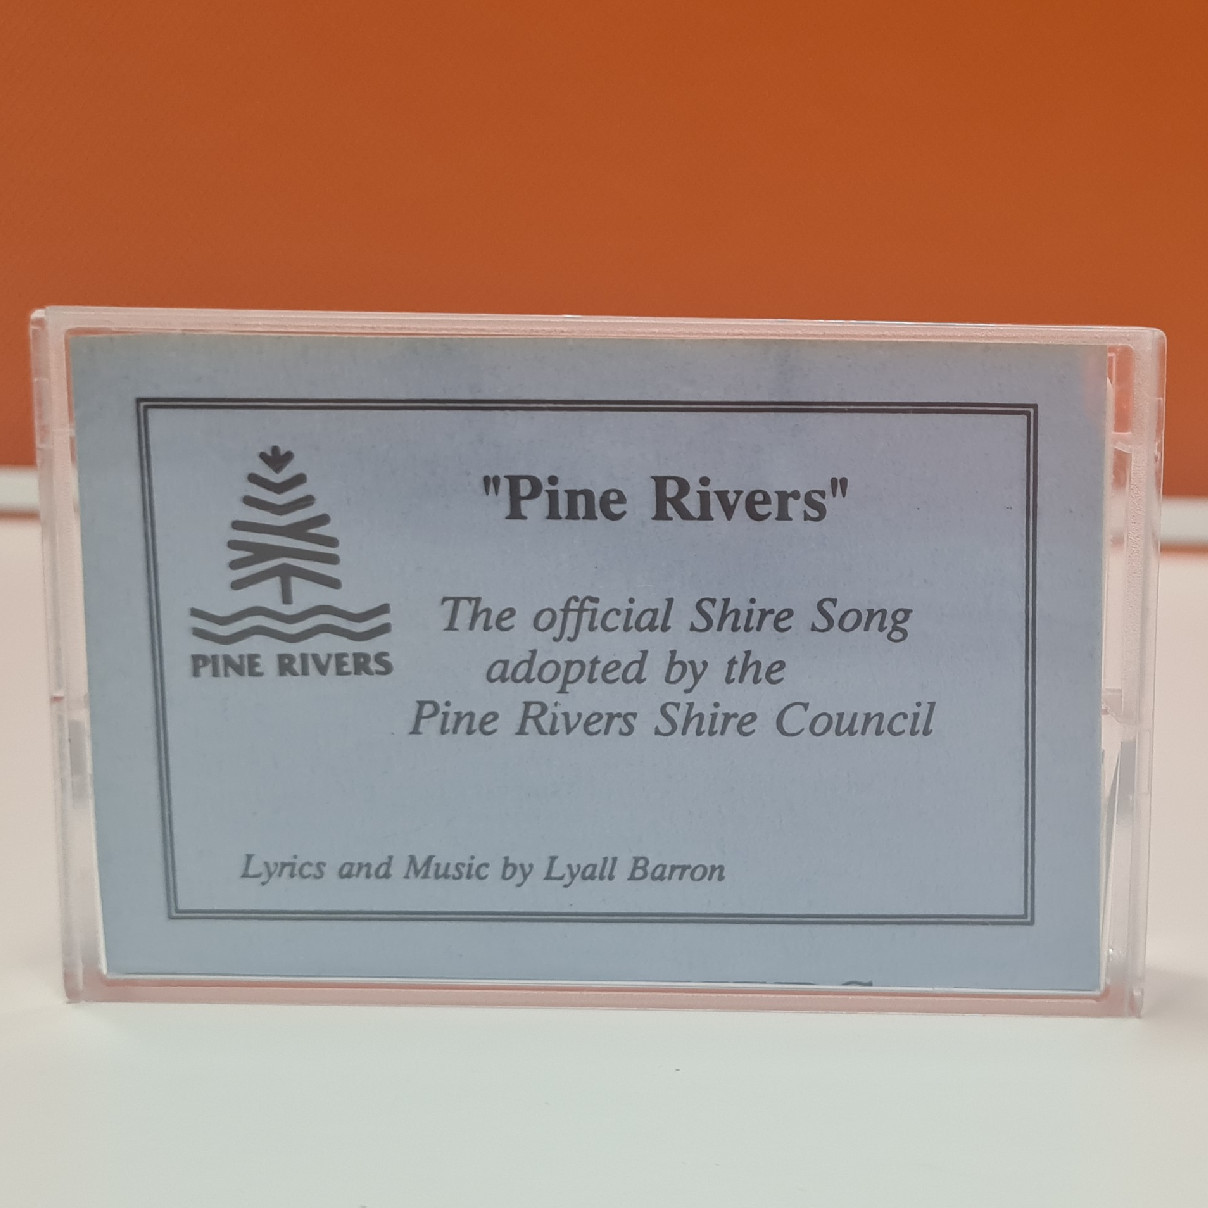 "Pine Rivers"
The official Shire Song
adopted by the
Pine Rivers Shire Council
PINE RIVERS
Lyrics and Music by Lyall Barron